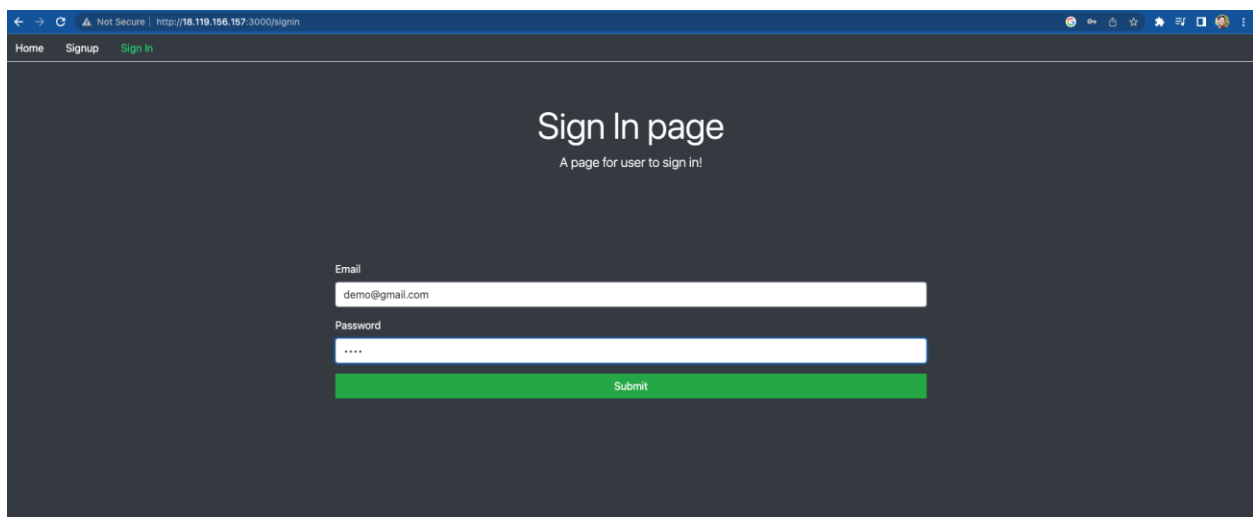 Not Secure | http://18.119.156.157:3000/signin
Home Signup Sign In
Sign In page
A page for user to sign in!
Email
demo@gmail.com
Password
....
Submit